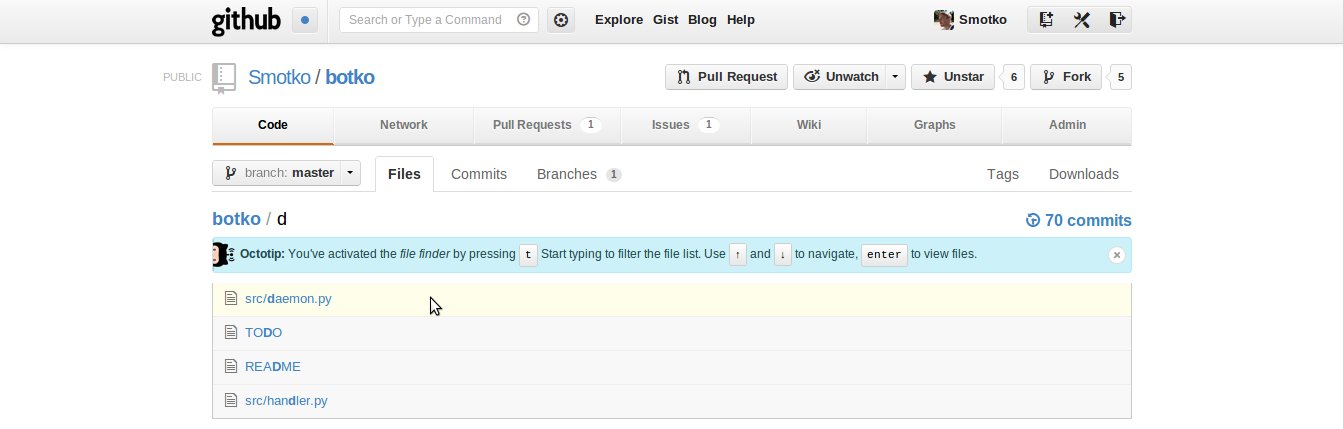 github Search or Type a Command Explore Gist Blog Help Smotko
PUBLIC Smotko / botko Pull Request Unwatch Unstar 6 Fork 5
Code Network Pull Requests 1 Issues 1 Wiki Graphs Admin
branch: master Files Commits Branches 1 Tags Downloads
botko / d 70 commits
Octotip: You've activated the file finder by pressing t Start typing to filter the file list. Use ↑ and ↓ to navigate, enter to view files.
src/daemon.py
TODO
README
src/handler.py